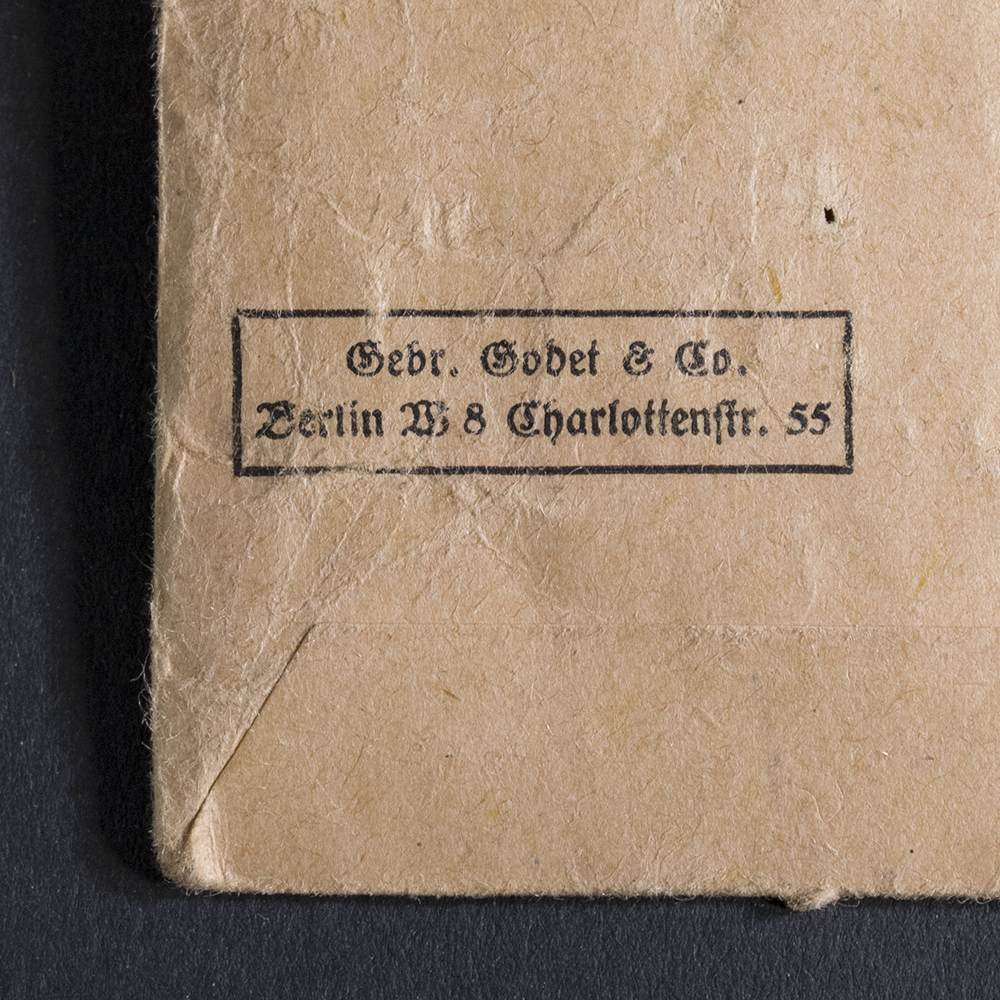 Gebr. Godet & Co.
Berlin W 8 Charlottenstr. 55